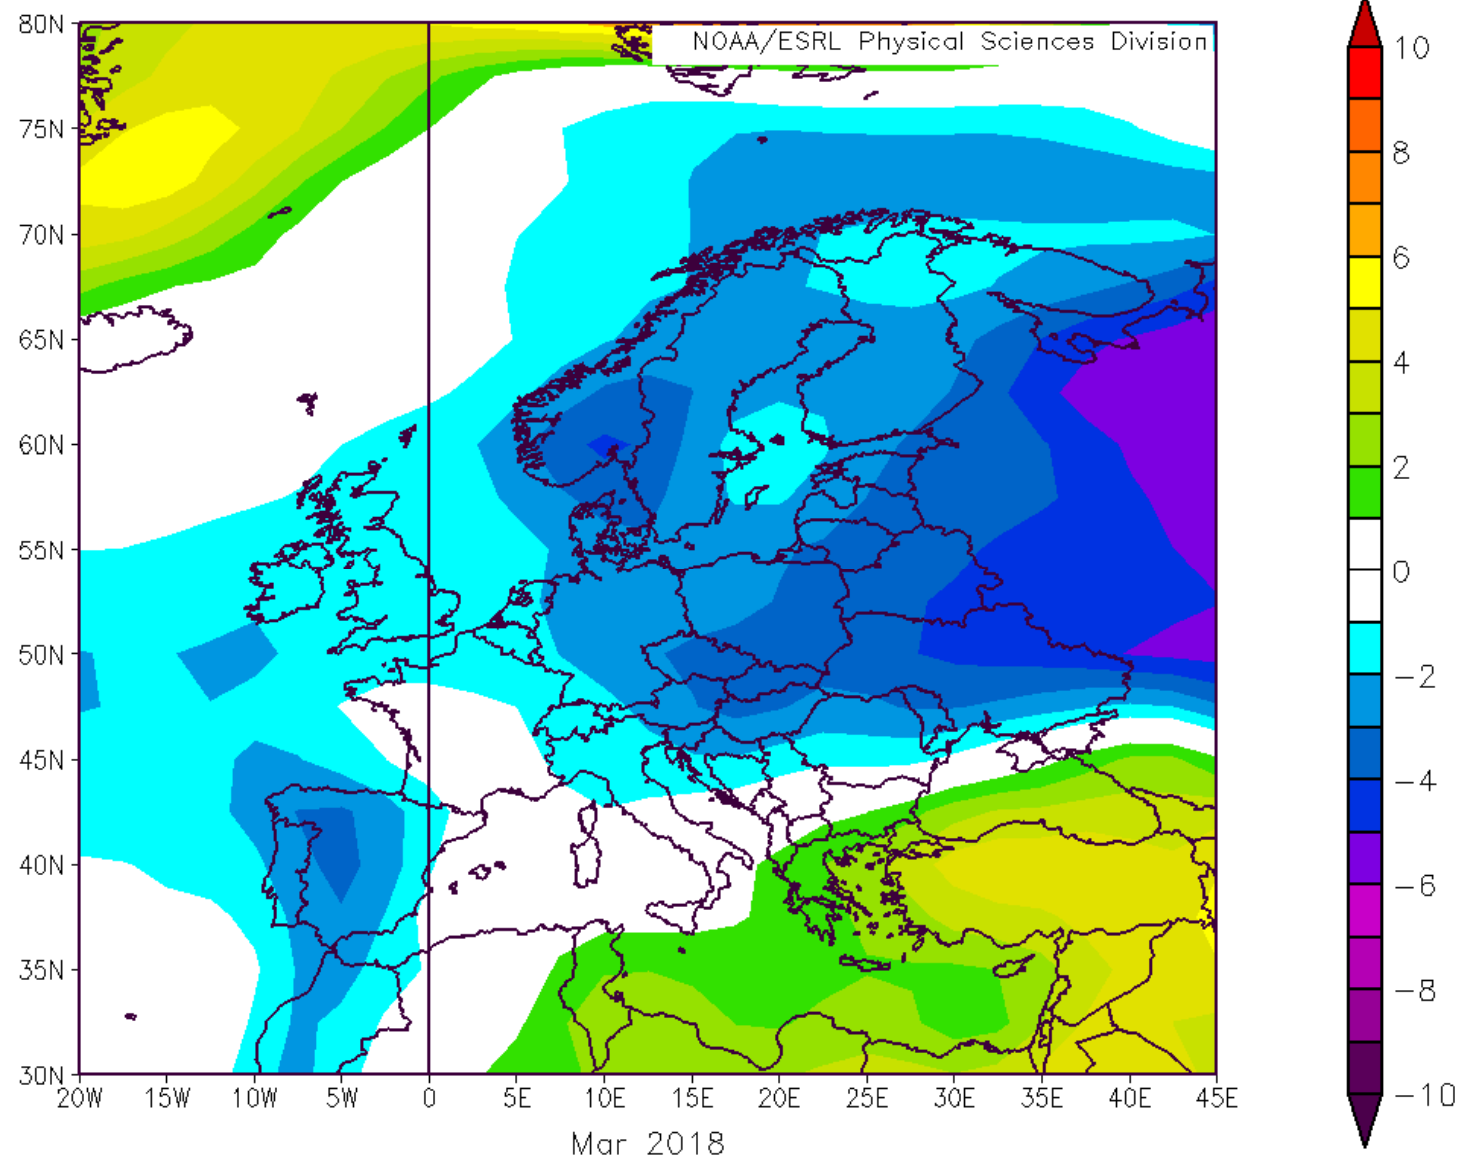 NOAA/ESRL Physical Sciences Division
80N
75N
70N
65N
60N
55N
50N
45N
40N
35N
30N
20W 15W 10W 5W 0 5E 10E 15E 20E 25E 30E 35E 40E 45E
Mar 2018
10
8
6
4
2
0
-2
-4
-6
-8
-10